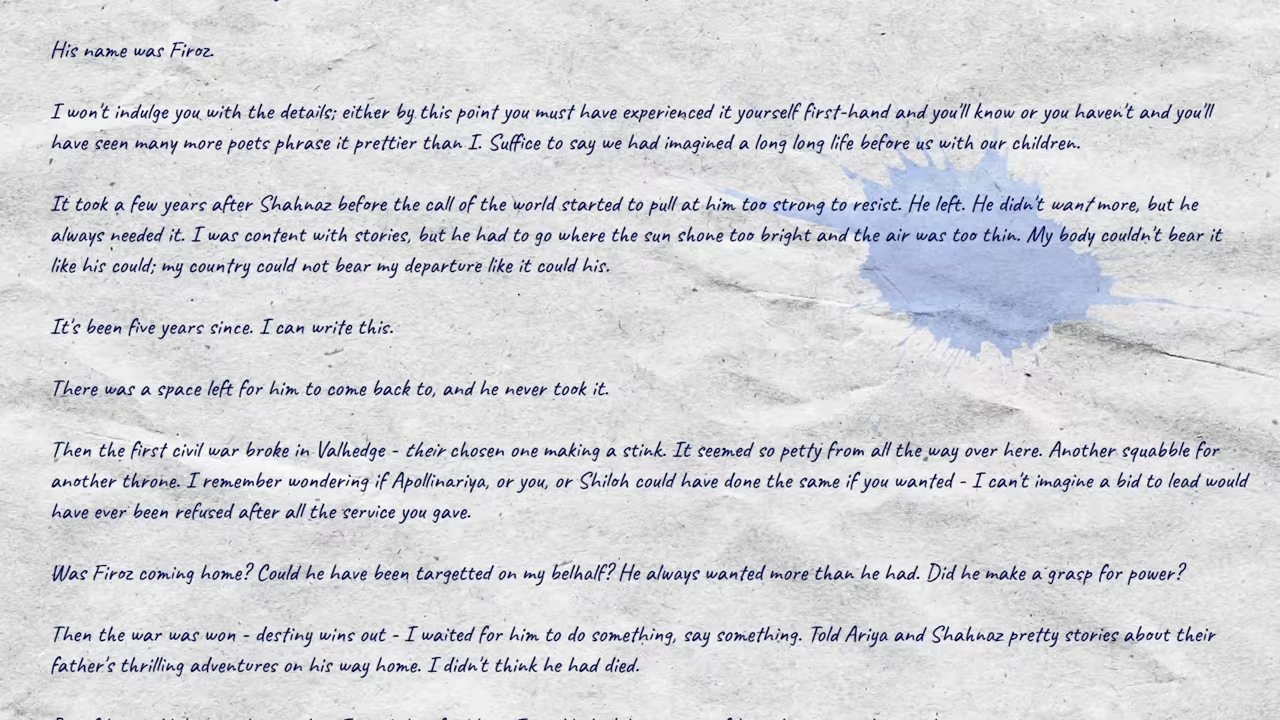 His name was Firoz.
I won't indulge you with the details; either by this point you must have experienced it yourself first-hand and you'll know or you haven't and you'll
have seen many more poets phrase it prettier than I. Suffice to say we had imagined a long long life before us with our children.
It took a few years after Shahnaz before the call of the world started to pull at him too strong to resist. He left. He didn't want more, but he
always needed it. I was content with stories, but he had to go where the sun shone too bright and the air was too thin. My body couldn't bear it
like his could; my country could not bear my departure like it could his.
It's been five years since. I can write this.
There was a space left for him to come back to, and he never took it.
Then the first civil war broke in Valhedge - their chosen one making a stink. It seemed so petty from all the way over here. Another squabble for
another throne. I remember wondering if Apollinariya, or you, or Shiloh could have done the same if you wanted - I can't imagine a bid to lead would
have ever been refused after all the service you gave.
Was Firoz coming home? Could he have been targetted on my belhalf? He always wanted more than he had. Did he make a grasp for power?
Then the war was won - destiny wins out - I waited for him to do something, say something. Told Ariya and Shahnaz pretty stories about their
father's thrilling adventures on his way home. I didn't think he had died.